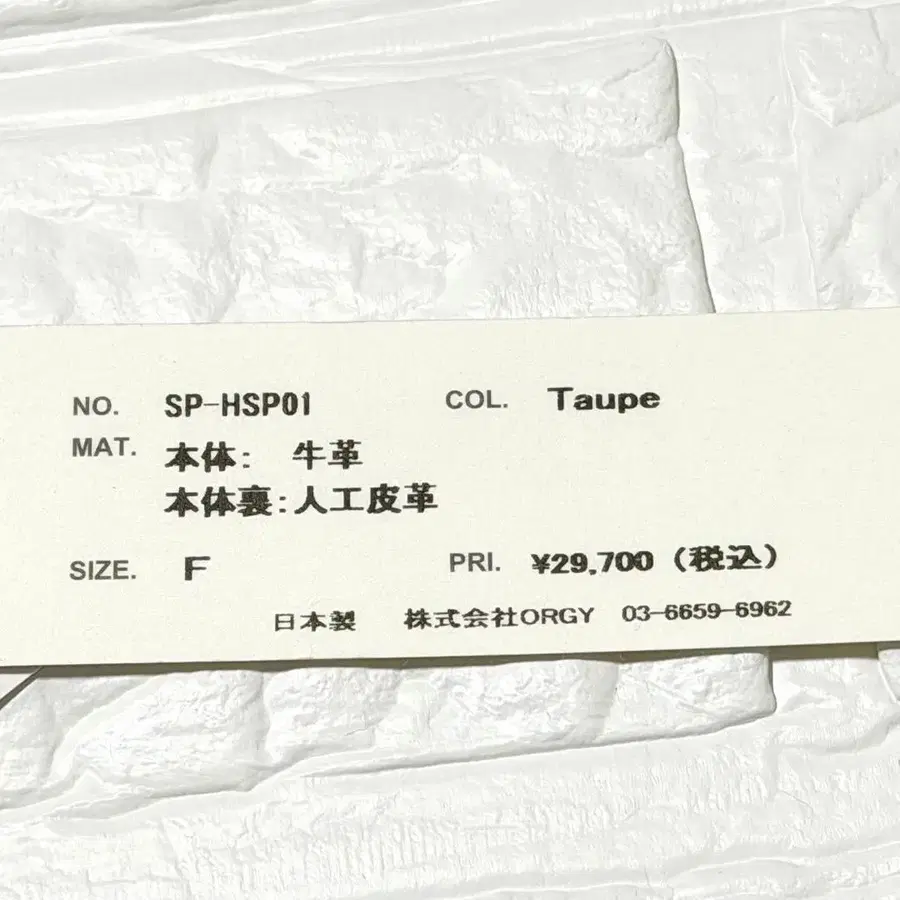 NO. SP-HSP01 COL. Taupe
MAT. 本体: 牛革
本体裏:人工皮革
SIZE. F PRI. ¥29,700 (税込)
日本製 株式会社ORGY 03-6659-6962